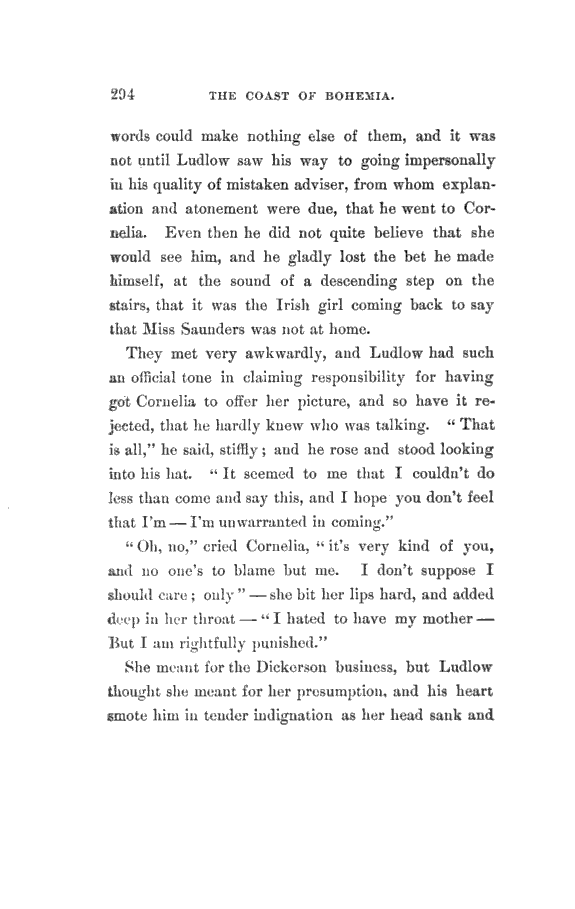 294 THE COAST OF BOHEMIA.
words could make nothing else of them, and it was
not until Ludlow saw his way to going impersonally
in his quality of mistaken adviser, from whom explan-
ation and atonement were due, that he went to Cor-
nelia. Even then he did not quite believe that she
would see him, and he gladly lost the bet he made
himself, at the sound of a descending step on the
stairs, that it was the Irish girl coming back to say
that Miss Saunders was not at home.
They met very awkwardly, and Ludlow had such
an official tone in claiming responsibility for having
got Cornelia to offer her picture, and so have it re-
jected, that he hardly knew who was talking. “ That
is all,” he said, stiffly ; and he rose and stood looking
into his hat. “ It seemed to me that I couldn’t do
less than come and say this, and I hope you don’t feel
that I’m — I’m unwarranted in coming.”
“ Oh, no,” cried Cornelia, “ it’s very kind of you,
and no one’s to blame but me. I don’t suppose I
should care ; only ” — she bit her lips hard, and added
deep in her throat — “ I hated to have my mother —
But I am rightfully punished.”
She meant for the Dickerson business, but Ludlow
thought she meant for her presumption, and his heart
smote him in tender indignation as her head sank and